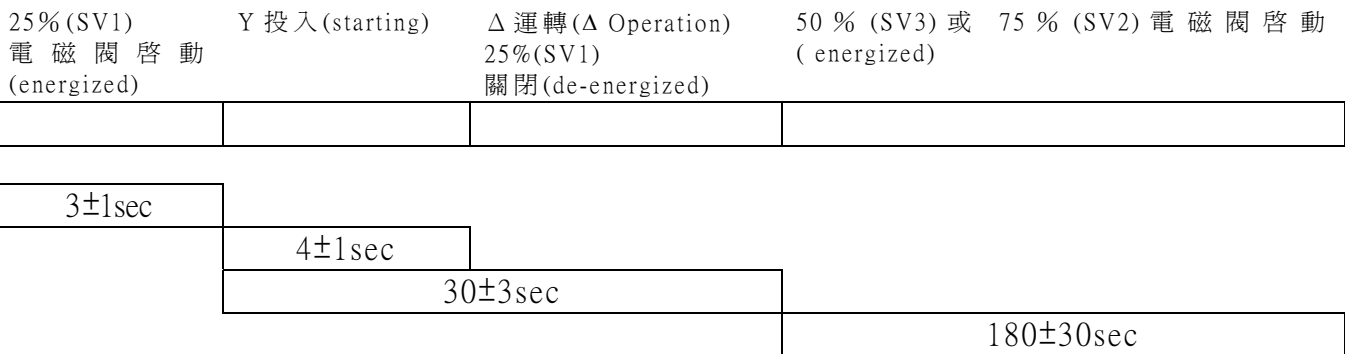 25%(SV1)
電磁閥啓動
(energized)
Y 投入(starting)
Δ 運轉(Δ Operation)
25%(SV1)
關閉(de-energized)
50 % (SV3) 或 75 % (SV2) 電磁閥啓動
( energized)
3±1sec
4±1sec
30±3sec
180±30sec